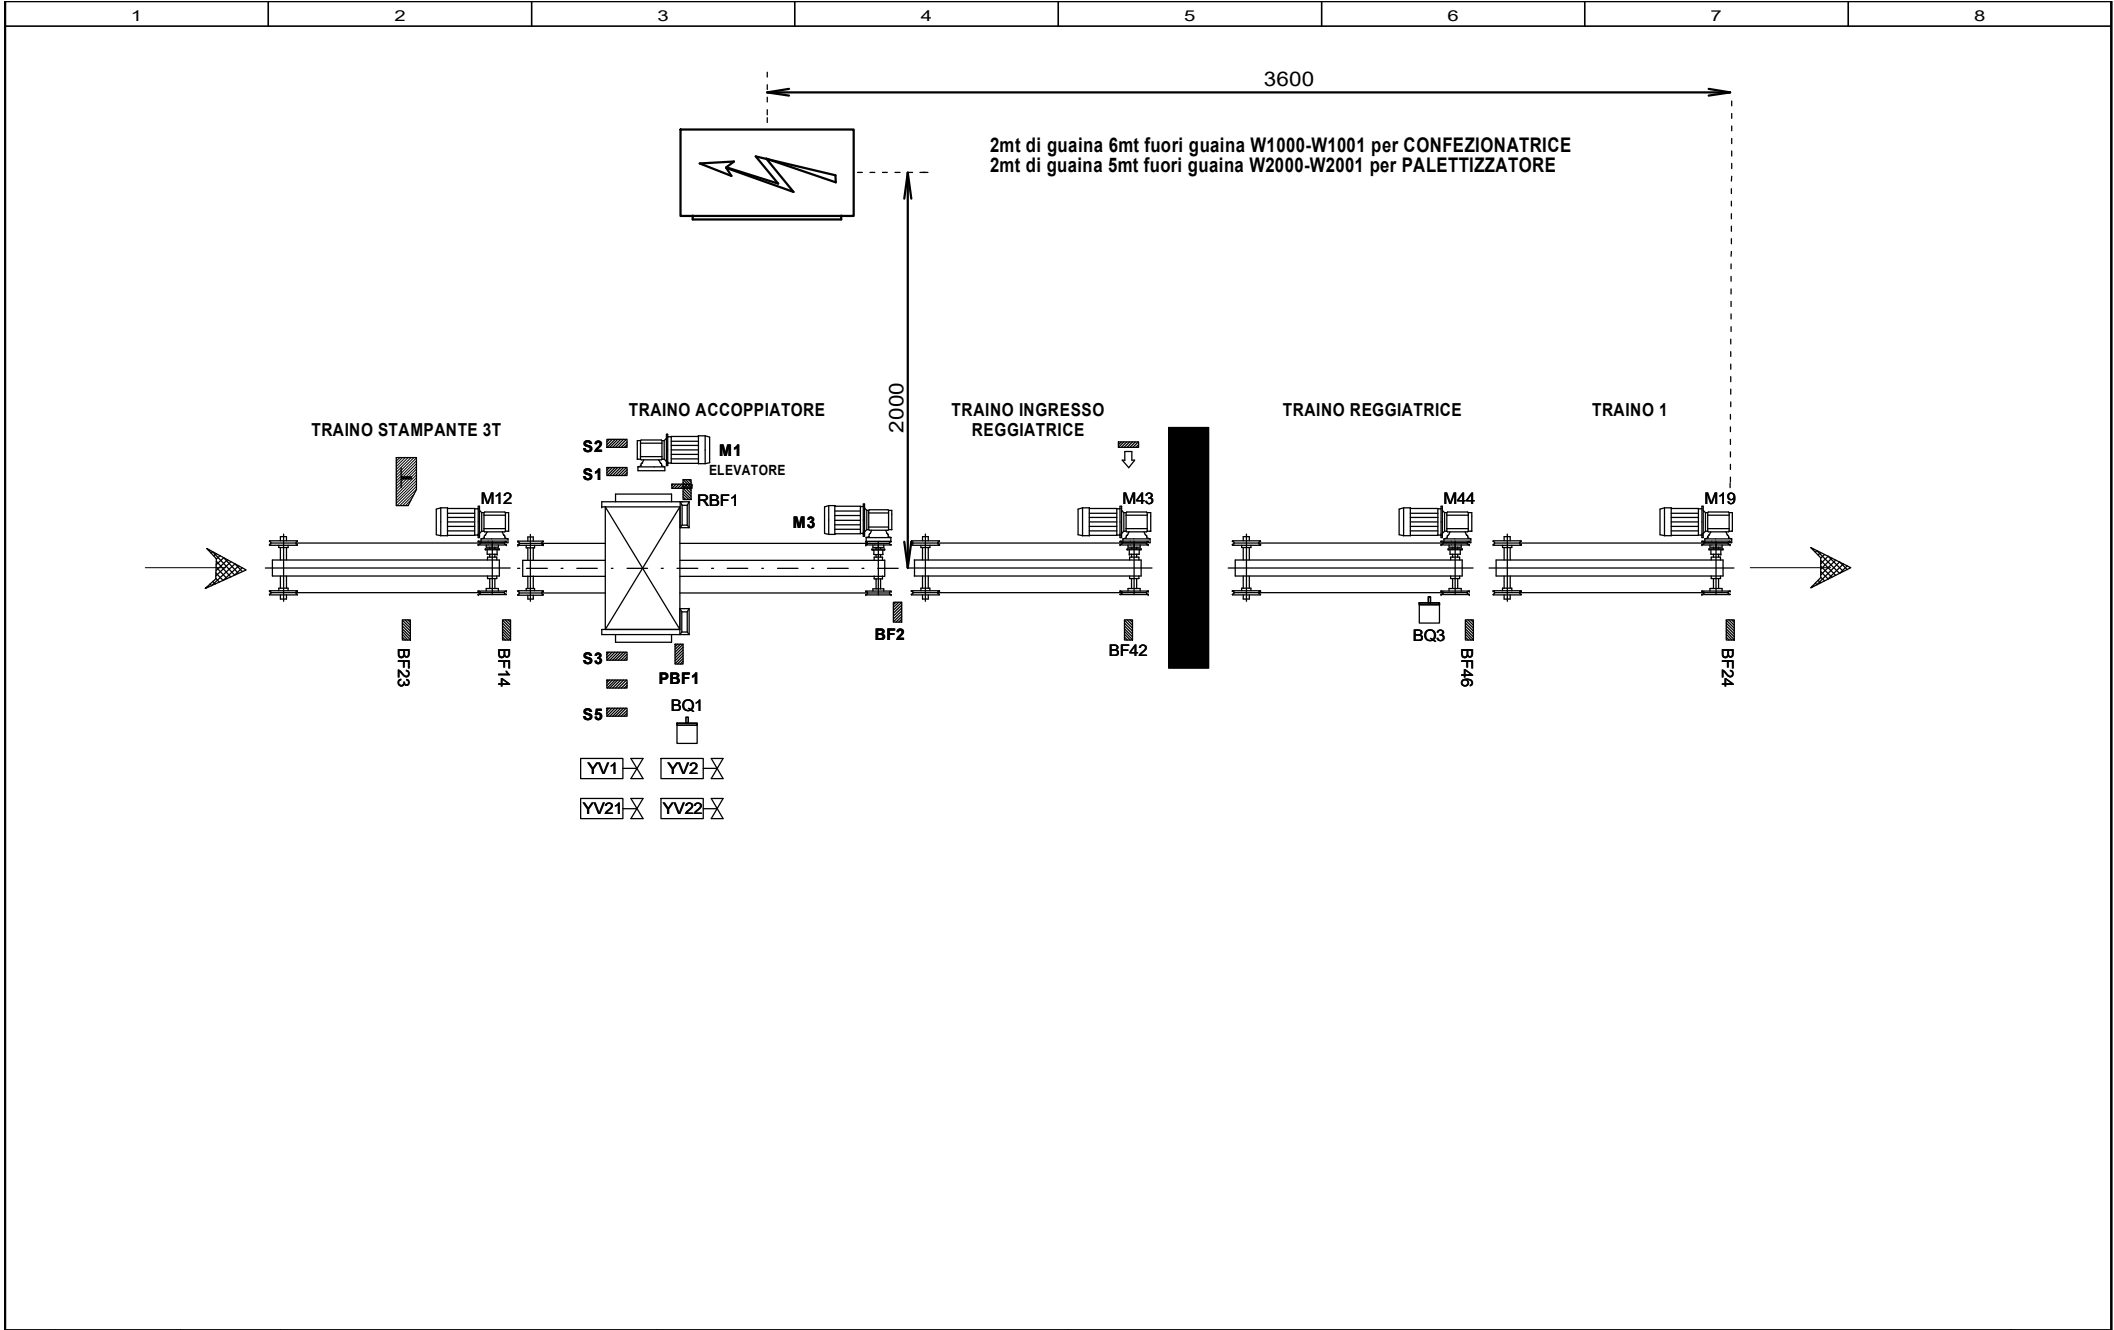 1 2 3 4 5 6 7 8
3600
2mt di guaina 6mt fuori guaina W1000-W1001 per CONFEZIONATRICE
2mt di guaina 5mt fuori guaina W2000-W2001 per PALETTIZZATORE
2000
TRAINO STAMPANTE 3T
TRAINO ACCOPPIATORE
TRAINO INGRESSO
REGGIATRICE
TRAINO REGGIATRICE
TRAINO 1
S2
M1
S1
ELEVATORE
T
M12
RBF1
M3
M43
M44
M19
BF2
BQ3
BF23
BF14
S3
PBF1
BF42
BF46
BF24
S5
BQ1
YV1
YV2
YV21
YV22